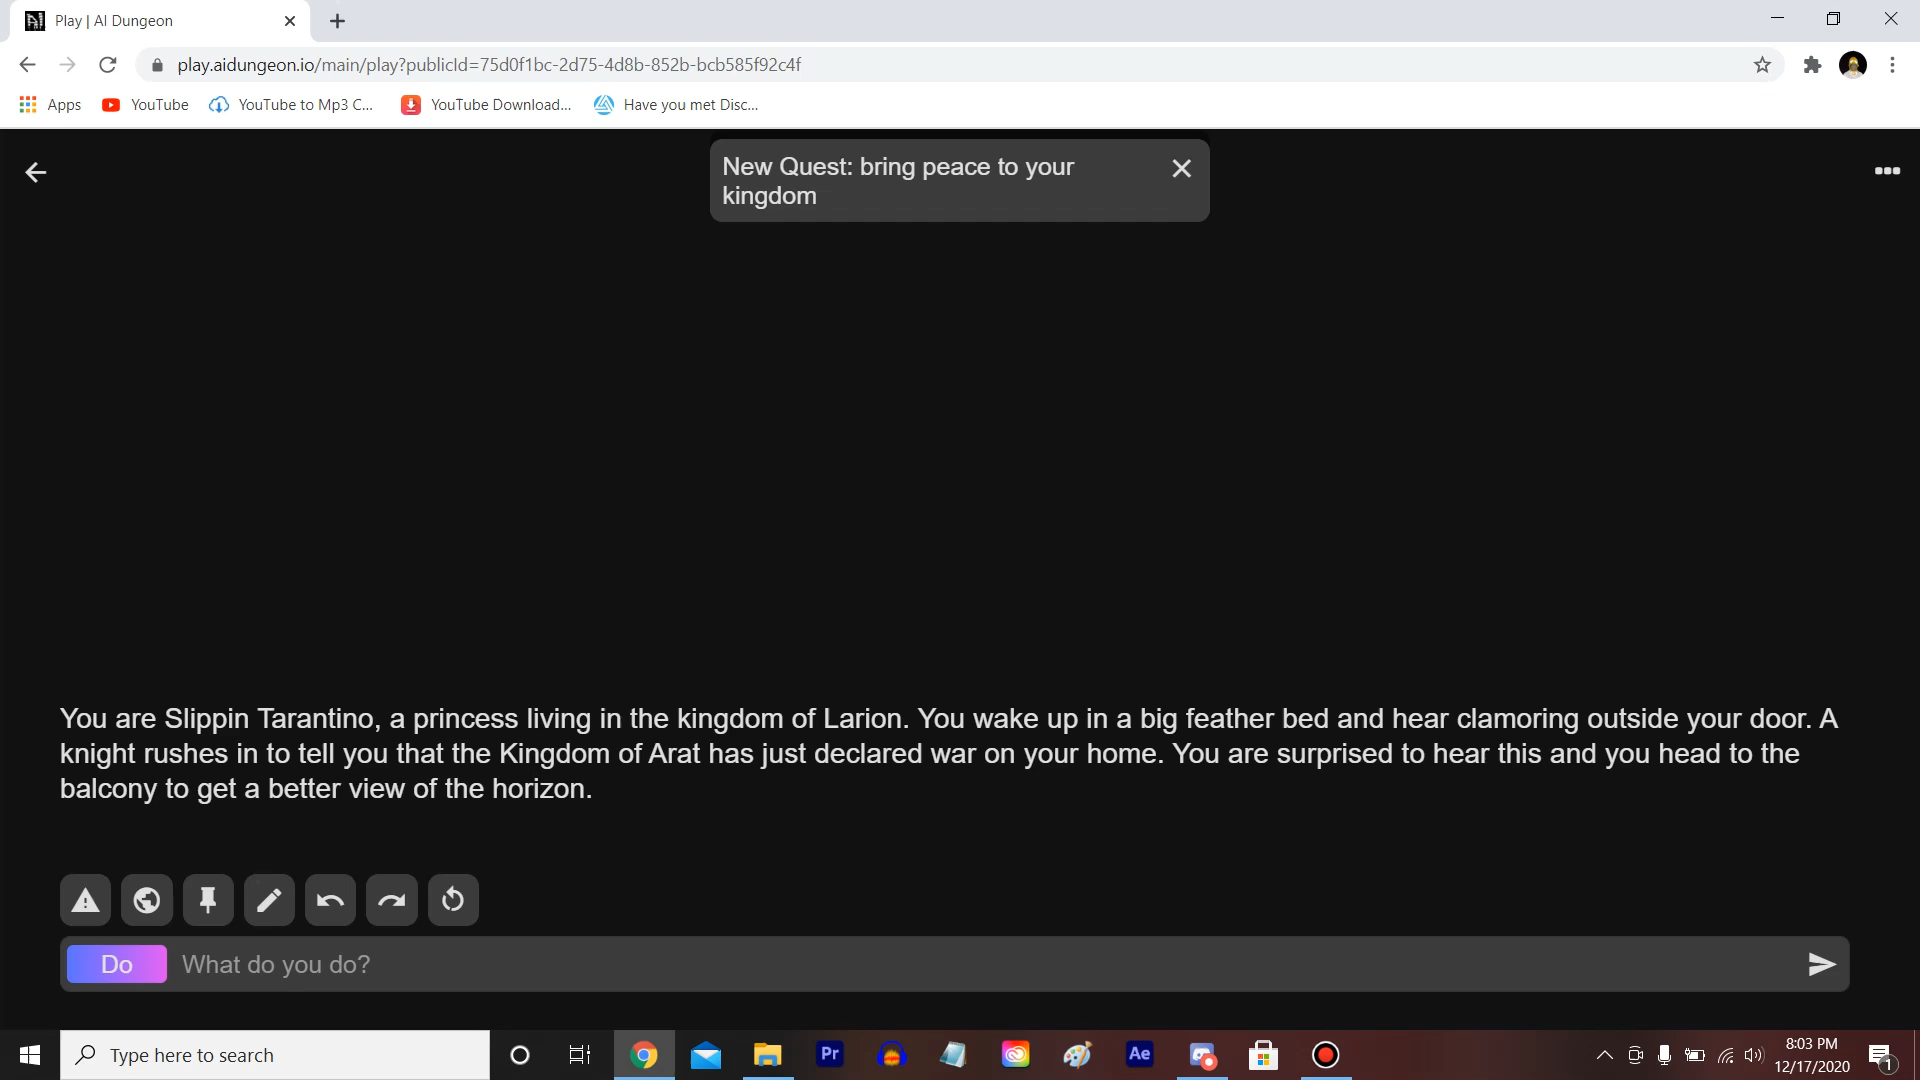 Play | AI Dungeon
play.aidungeon.io/main/play?publicId=75d0f1bc-2d75-4d8b-852b-bcb585f92c4f
Apps YouTube YouTube to Mp3 C... YouTube Download... Have you met Disc...
New Quest: bring peace to your
kingdom
You are Slippin Tarantino, a princess living in the kingdom of Larion. You wake up in a big feather bed and hear clamoring outside your door. A
knight rushes in to tell you that the Kingdom of Arat has just declared war on your home. You are surprised to hear this and you head to the
balcony to get a better view of the horizon.
Do What do you do?
Type here to search
Pr
Ae
8:03 PM
12/17/2020
1